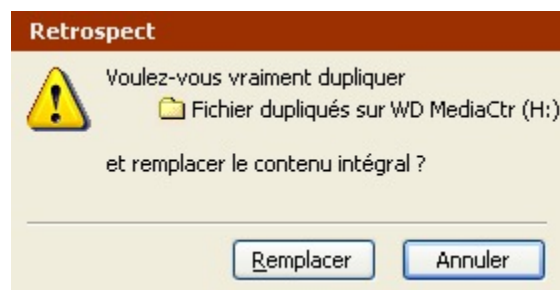 Retrospect
Voulez-vous vraiment dupliquer
Fichier dupliqués sur WD MediaCtr (H:)
et remplacer le contenu intégral ?
Remplacer
Annuler